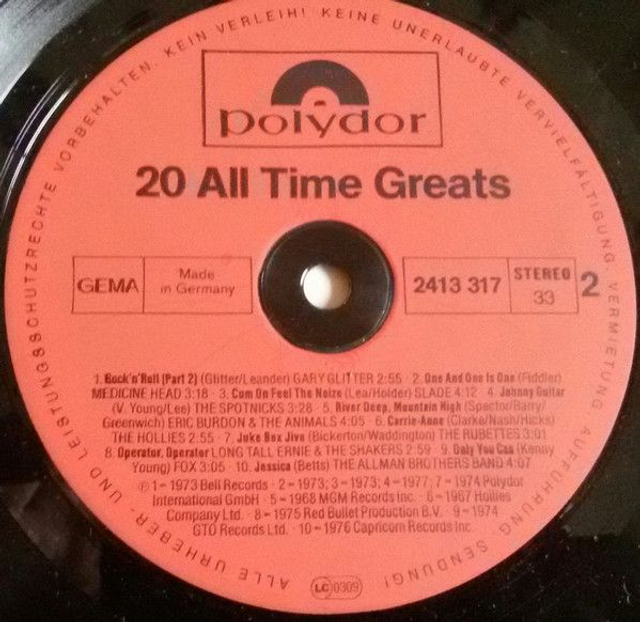 polydor
20 All Time Greats
GEMA
Made
in Germany
2413 317
STEREO
33
2
1. Rock'n'Roll (Part 2) (Glitter/Leander) GARY GLITTER 2:55 · 2. One And One Is One (Fiddler)
MEDICINE HEAD 3:18 · 3. Cum On Feel The Noize (Lea/Holder) SLADE 4:12 · 4. Johnny Guitar
(V. Young/Lee) THE SPOTNICKS 3:28 · 5. River Deep, Mountain High (Spector/Barry/
Greenwich) ERIC BURDON & THE ANIMALS 4:05 · 6. Carrie-Anne (Clarke/Nash/Hicks)
THE HOLLIES 2:55 · 7. Juke Box Jive (Bickerton/Waddington) THE RUBETTES 3:01
8. Operator, Operator LONG TALL ERNIE & THE SHAKERS 2:59 · 9. Only You Can (Kenny
Young) FOX 3:05 · 10. Jessica (Betts) THE ALLMAN BROTHERS BAND 4:07
Ⓟ 1 – 1973 Bell Records · 2 – 1973; 3 – 1973; 4 – 1977; 7 – 1974 Polydor
International GmbH · 5 – 1968 MGM Records Inc. · 6 – 1967 Hollies
Company Ltd. · 8 – 1975 Red Bullet Production B.V. · 9 – 1974
GTO Records Ltd. · 10 – 1976 Capricorn Records Inc.
LC 0309
ALLE URHEBER- UND LEISTUNGSSCHUTZRECHTE VORBEHALTEN. KEIN VERLEIH! KEINE UNERLAUBTE VERVIELFÄLTIGUNG, VERMIETUNG, AUFFÜHRUNG, SENDUNG!